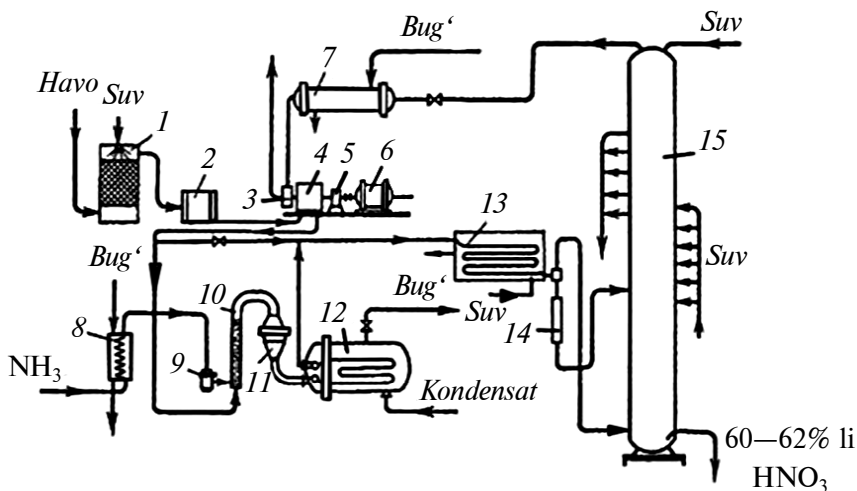 Bug‘
Suv
Havo
Suv
7
1
2
4
5
6
15
3
13
Suv
Bug‘
10
12
Bug‘
Suv
14
8
NH₃
9
11
Kondensat
60—62% li
HNO₃